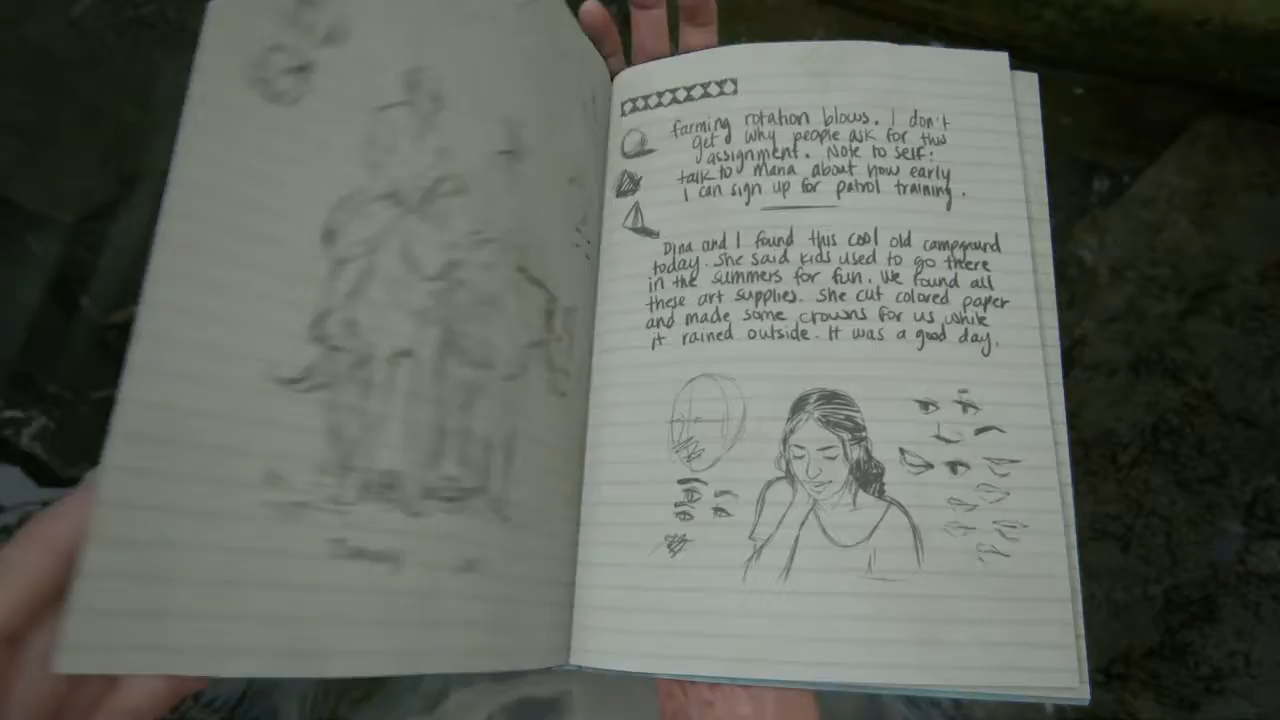 farming rotation blows. I don't
get why people ask for this
assignment. Note to self:
talk to Maria about how early
I can sign up for patrol training.
Dina and I found this cool old campground
today. She said kids used to go there
in the summers for fun. We found all
these art supplies. She cut colored paper
and made some crowns for us while
it rained outside. It was a good day.